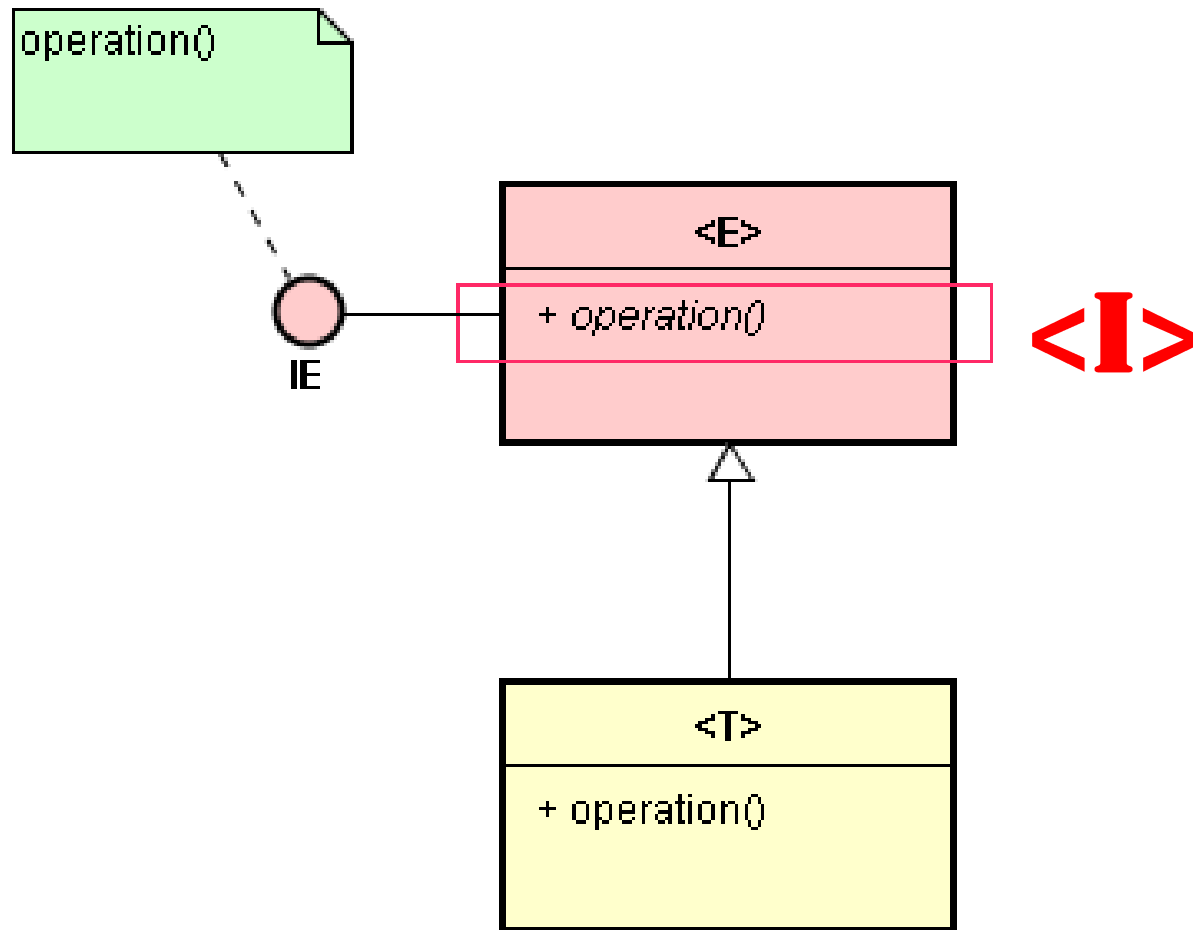 operation()
<E>
+ operation()
<I>
IE
<T>
+ operation()